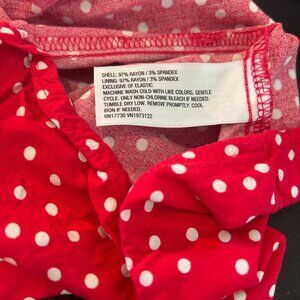 SHELL: 97% RAYON / 3% SPANDEX
LINING: 97% RAYON / 3% SPANDEX
EXCLUSIVE OF ELASTIC
MACHINE WASH COLD WITH LIKE COLORS, GENTLE
CYCLE. ONLY NON-CHLORINE BLEACH IF NEEDED.
TUMBLE DRY LOW. REMOVE PROMPTLY. COOL
IRON IF NEEDED.
RN17730 VN1973122